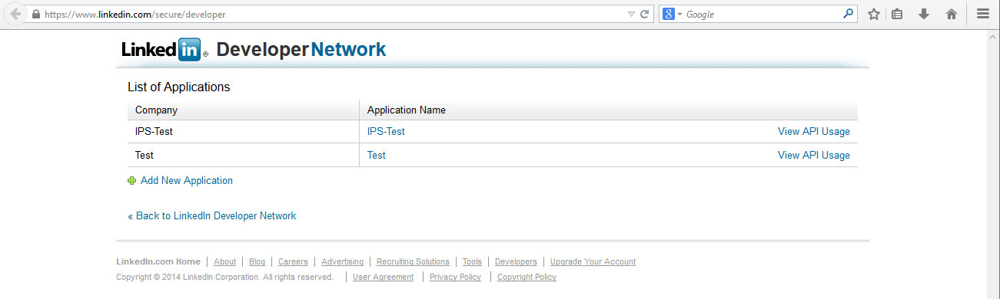 https://www.linkedin.com/secure/developer Google
Linked in ® Developer Network
List of Applications
Company Application Name
IPS-Test IPS-Test View API Usage
Test Test View API Usage
Add New Application
« Back to LinkedIn Developer Network
LinkedIn.com Home | About | Blog | Careers | Advertising | Recruiting Solutions | Tools | Developers | Upgrade Your Account
Copyright © 2014 LinkedIn Corporation. All rights reserved. | User Agreement | Privacy Policy | Copyright Policy